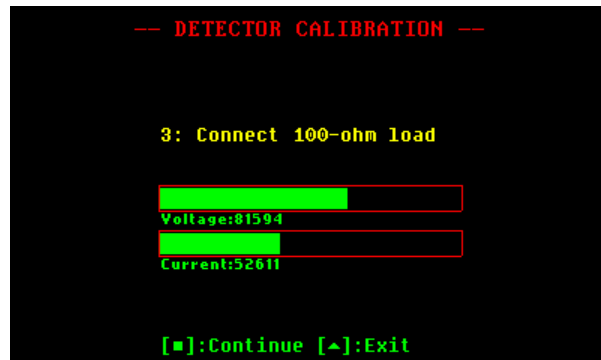 -- DETECTOR CALIBRATION --
3: Connect 100-ohm load
Voltage:81594
Current:52611
[■]:Continue [▲]:Exit